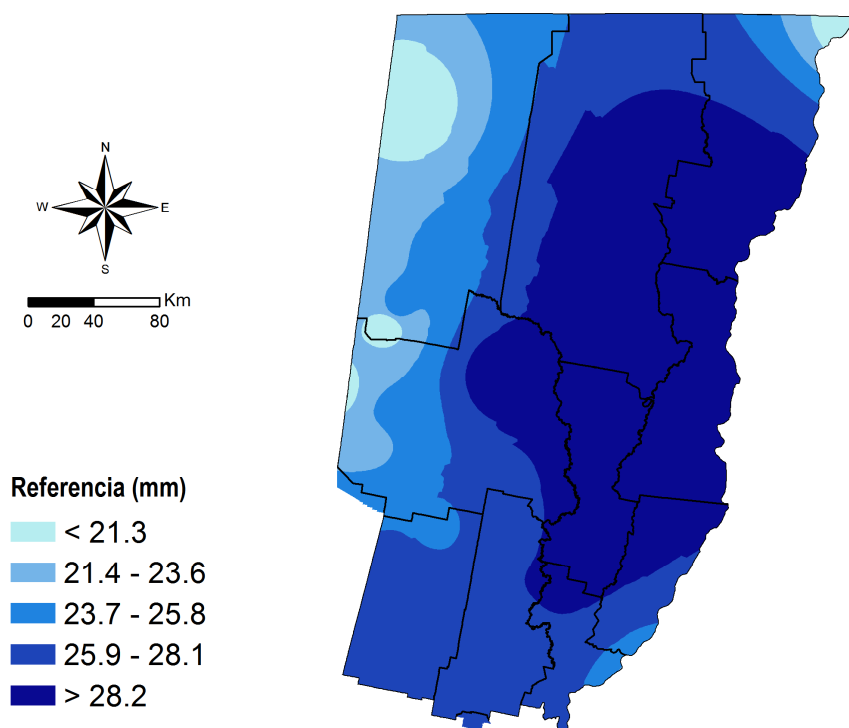 N
W E
S
Km
0 20 40 80
Referencia (mm)
< 21.3
21.4 - 23.6
23.7 - 25.8
25.9 - 28.1
> 28.2